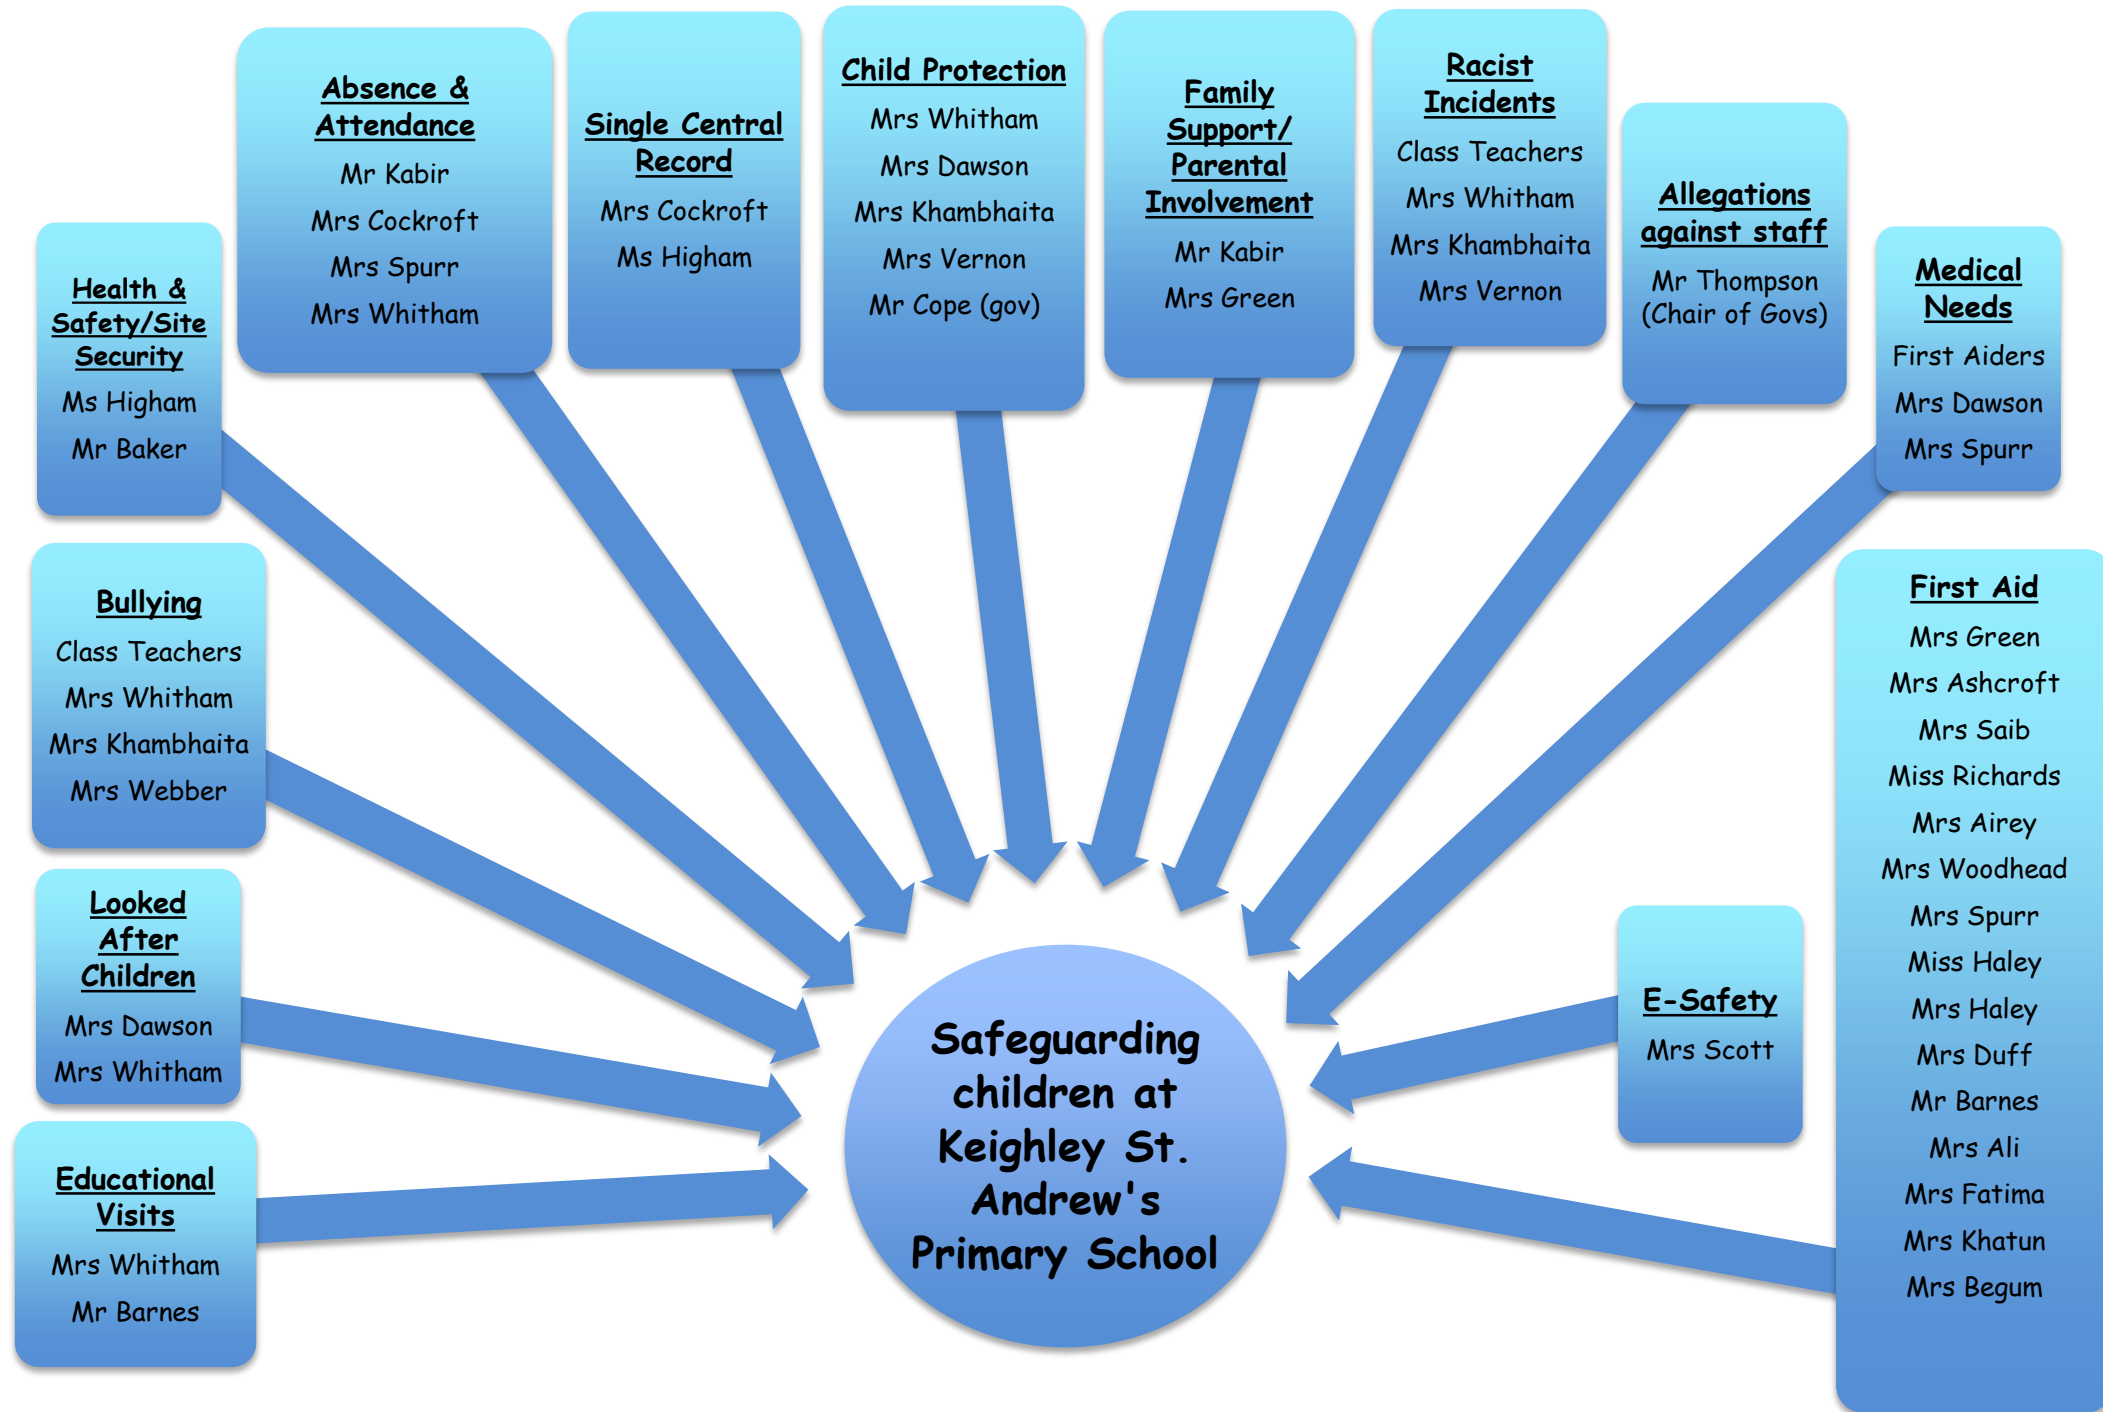 Health &
Safety/Site
Security
Ms Higham
Mr Baker
Absence &
Attendance
Mr Kabir
Mrs Cockroft
Mrs Spurr
Mrs Whitham
Single Central
Record
Mrs Cockroft
Ms Higham
Child Protection
Mrs Whitham
Mrs Dawson
Mrs Khambhaita
Mrs Vernon
Mr Cope (gov)
Family
Support/
Parental
Involvement
Mr Kabir
Mrs Green
Racist
Incidents
Class Teachers
Mrs Whitham
Mrs Khambhaita
Mrs Vernon
Allegations
against staff
Mr Thompson
(Chair of Govs)
Medical
Needs
First Aiders
Mrs Dawson
Mrs Spurr
Bullying
Class Teachers
Mrs Whitham
Mrs Khambhaita
Mrs Webber
Looked
After
Children
Mrs Dawson
Mrs Whitham
Educational
Visits
Mrs Whitham
Mr Barnes
Safeguarding
children at
Keighley St.
Andrew's
Primary School
E-Safety
Mrs Scott
First Aid
Mrs Green
Mrs Ashcroft
Mrs Saib
Miss Richards
Mrs Airey
Mrs Woodhead
Mrs Spurr
Miss Haley
Mrs Haley
Mrs Duff
Mr Barnes
Mrs Ali
Mrs Fatima
Mrs Khatun
Mrs Begum